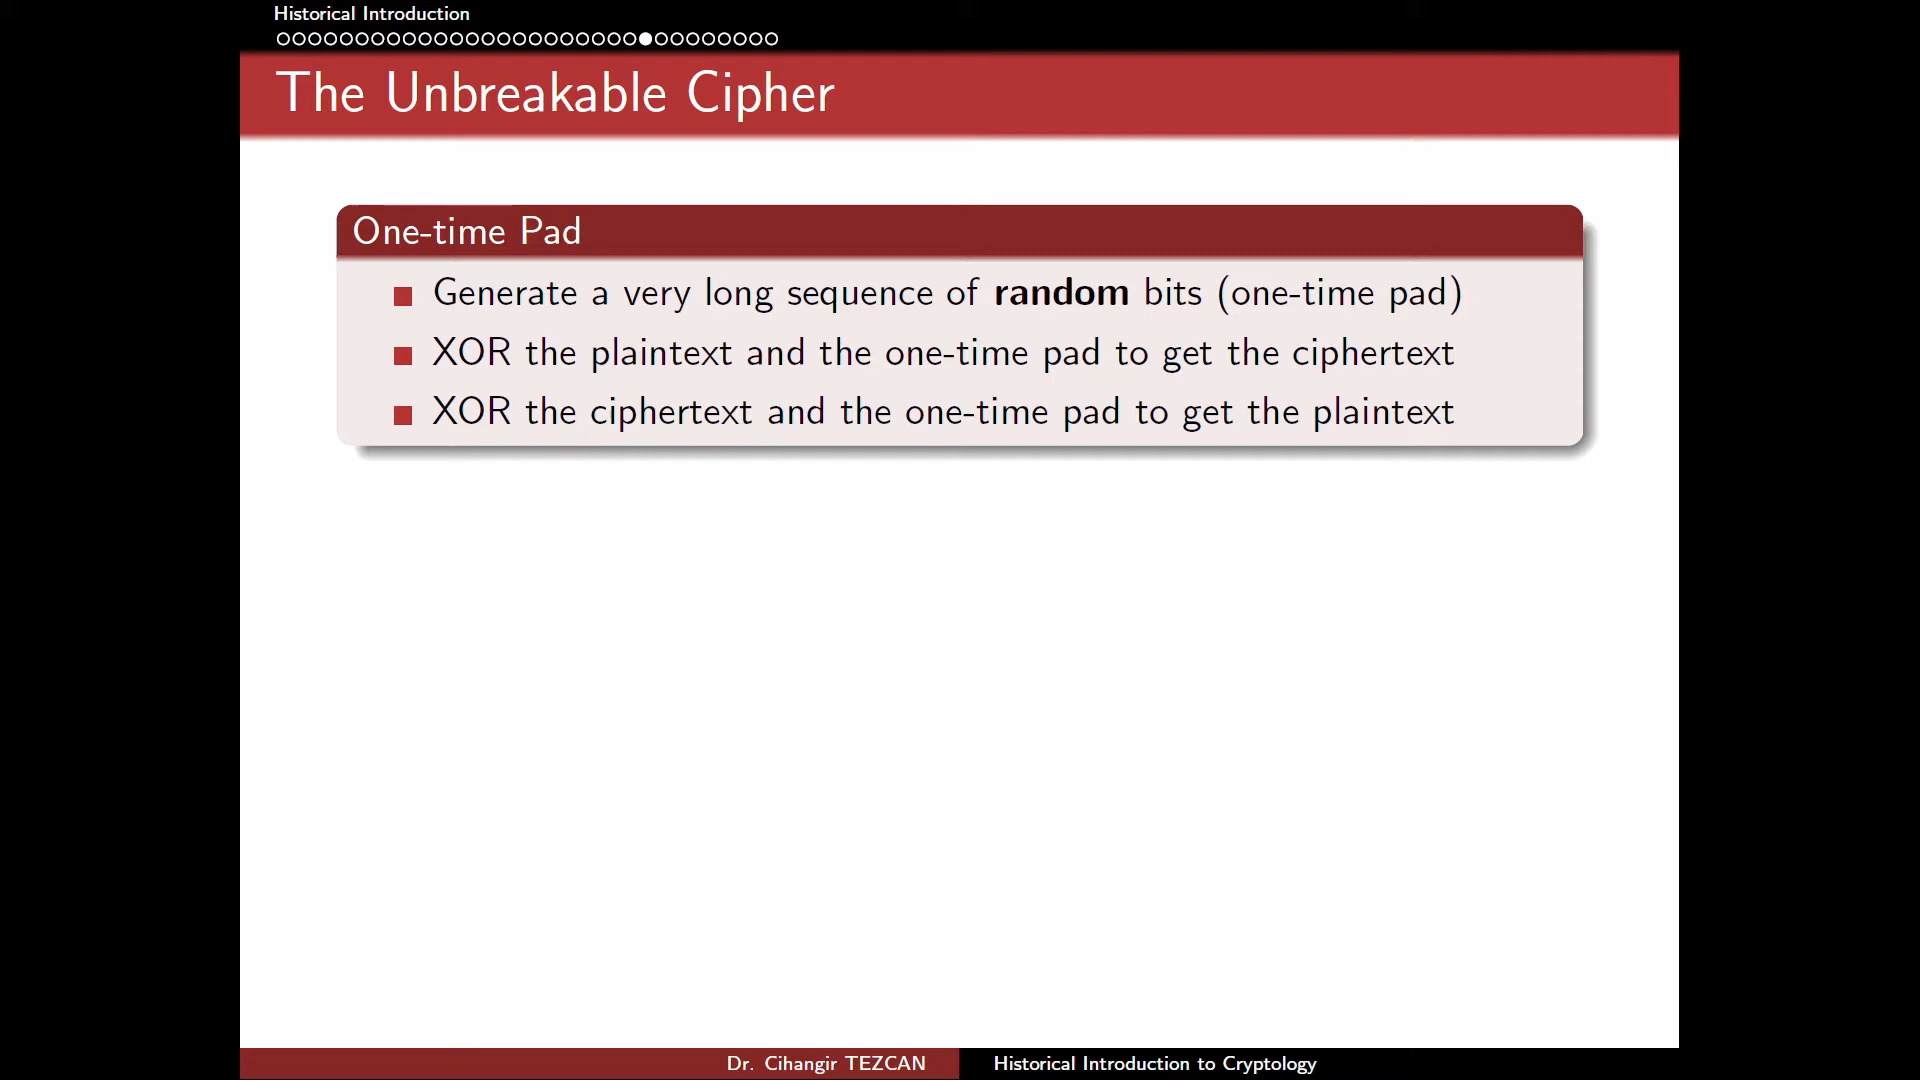 Historical Introduction
The Unbreakable Cipher
One-time Pad
Generate a very long sequence of random bits (one-time pad)
XOR the plaintext and the one-time pad to get the ciphertext
XOR the ciphertext and the one-time pad to get the plaintext
Dr. Cihangir TEZCAN
Historical Introduction to Cryptology